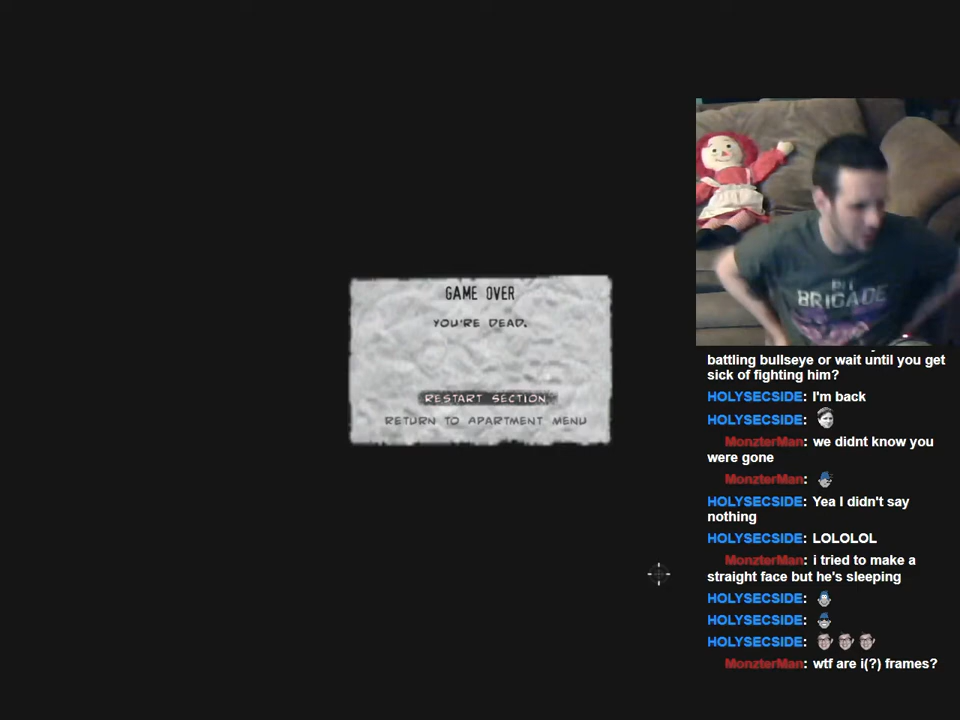 GAME OVER
YOU'RE DEAD.
RESTART SECTION
RETURN TO APARTMENT MENU
BIT
BRIGADE
battling bullseye or wait until you get
sick of fighting him?
HOLYSECSIDE: I'm back
HOLYSECSIDE:
MonzterMan: we didnt know you
were gone
MonzterMan:
HOLYSECSIDE: Yea I didn't say
nothing
HOLYSECSIDE: LOLOLOL
MonzterMan: i tried to make a
straight face but he's sleeping
HOLYSECSIDE:
HOLYSECSIDE:
HOLYSECSIDE:
MonzterMan: wtf are i(?) frames?